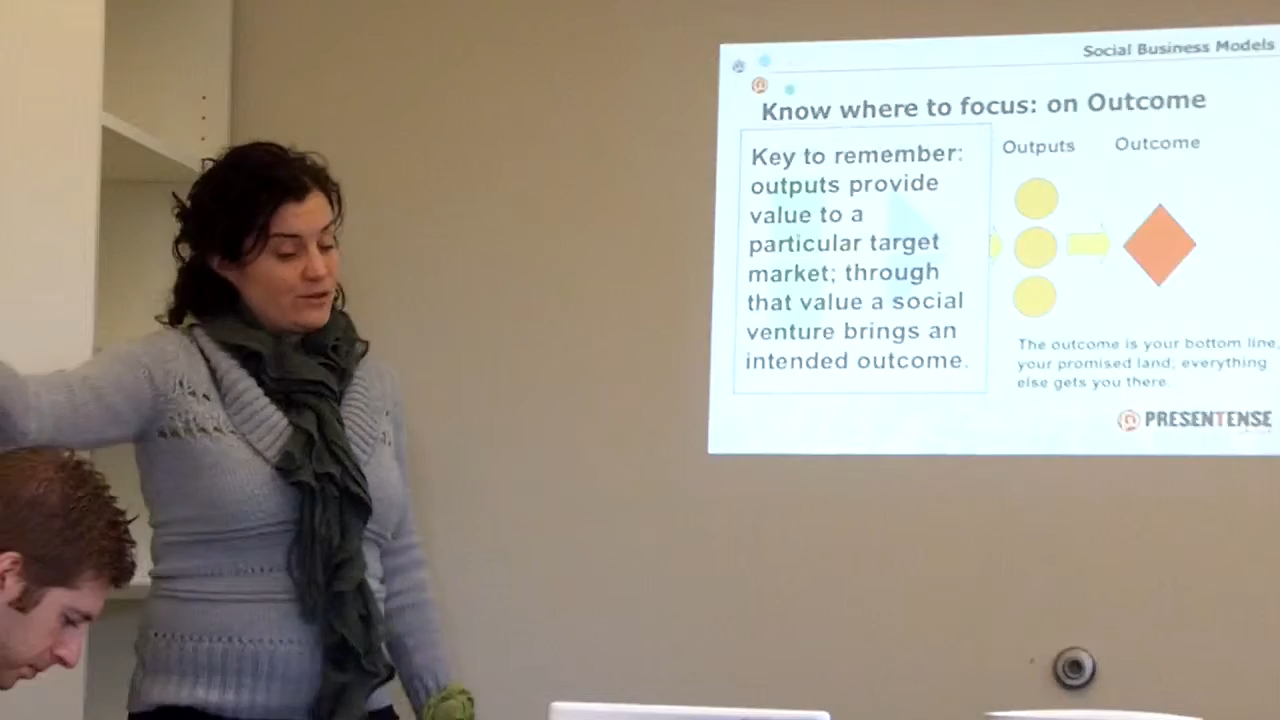 Social Business Models
Know where to focus: on Outcome
Key to remember:
outputs provide
value to a
particular target
market; through
that value a social
venture brings an
intended outcome.
Outputs
Outcome
The outcome is your bottom line,
your promised land; everything
else gets you there.
PRESENTENSE